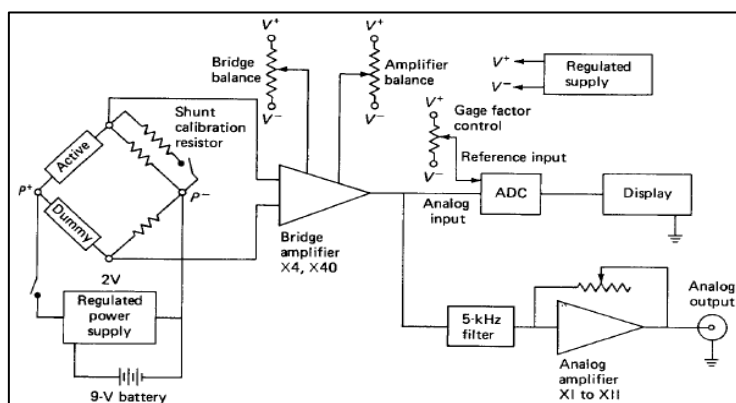 V+
Bridge
balance
V−
V+
Amplifier
balance
V−
V+
V−
Regulated
supply
Shunt
calibration
resistor
Active
P+
P−
Dummy
V+
Gage factor
control
V−
Reference input
Analog
input
ADC
Display
Bridge
amplifier
X4, X40
2V
Regulated
power
supply
9-V battery
5-kHz
filter
Analog
output
Analog
amplifier
XI to XII